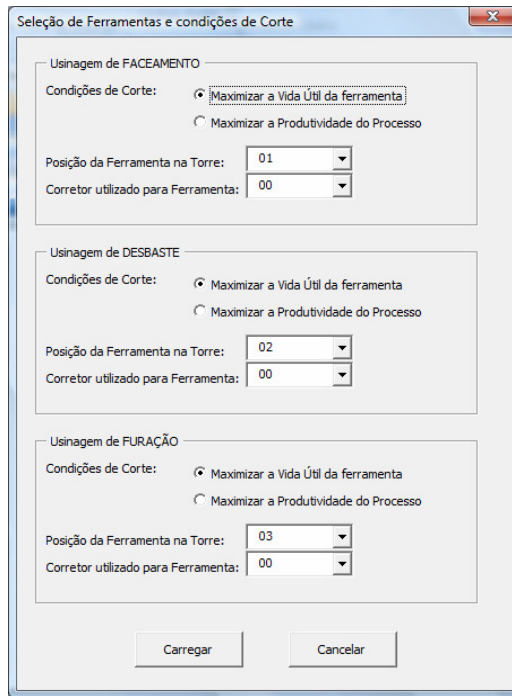 Seleção de Ferramentas e condições de Corte
Usinagem de FACEAMENTO
Condições de Corte:
Maximizar a Vida Útil da ferramenta
Maximizar a Produtividade do Processo
Posição da Ferramenta na Torre: 01
Corretor utilizado para Ferramenta: 00
Usinagem de DESBASTE
Condições de Corte:
Maximizar a Vida Útil da ferramenta
Maximizar a Produtividade do Processo
Posição da Ferramenta na Torre: 02
Corretor utilizado para Ferramenta: 00
Usinagem de FURAÇÃO
Condições de Corte:
Maximizar a Vida Útil da ferramenta
Maximizar a Produtividade do Processo
Posição da Ferramenta na Torre: 03
Corretor utilizado para Ferramenta: 00
Carregar Cancelar